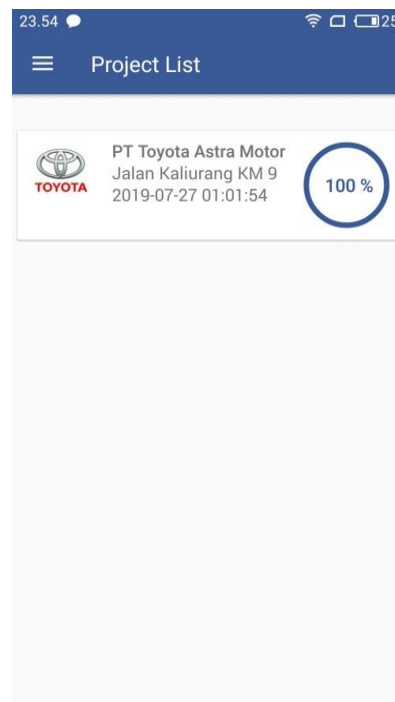 23.54
25
Project List
PT Toyota Astra Motor
Jalan Kaliurang KM 9
2019-07-27 01:01:54
TOYOTA
100 %